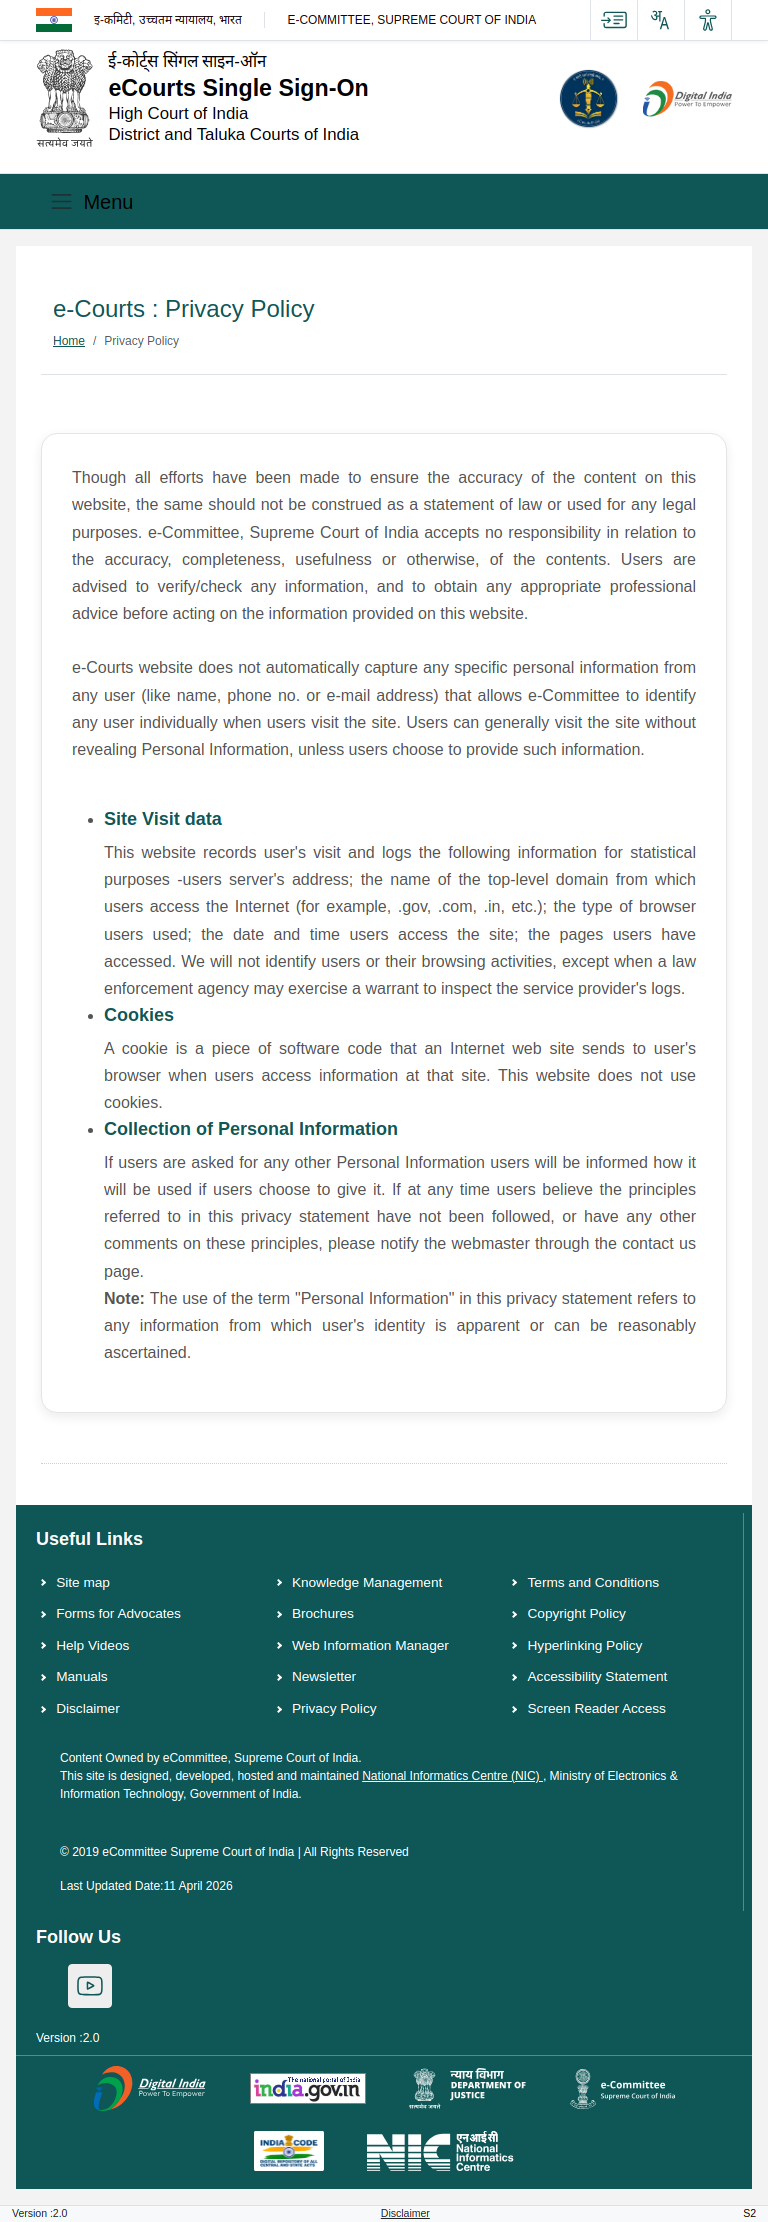 इ-कमिटी, उच्चतम न्यायालय, भारत
E-COMMITTEE, SUPREME COURT OF INDIA
अ A
ई-कोर्ट्स सिंगल साइन-ऑन
eCourts Single Sign-On
High Court of India
District and Taluka Courts of India
सत्यमेव जयते
Digital India
Power To Empower
Menu
e-Courts : Privacy Policy
Home / Privacy Policy
Though all efforts have been made to ensure the accuracy of the content on this
website, the same should not be construed as a statement of law or used for any legal
purposes. e-Committee, Supreme Court of India accepts no responsibility in relation to
the accuracy, completeness, usefulness or otherwise, of the contents. Users are
advised to verify/check any information, and to obtain any appropriate professional
advice before acting on the information provided on this website.
e-Courts website does not automatically capture any specific personal information from
any user (like name, phone no. or e-mail address) that allows e-Committee to identify
any user individually when users visit the site. Users can generally visit the site without
revealing Personal Information, unless users choose to provide such information.
• Site Visit data
This website records user's visit and logs the following information for statistical
purposes -users server's address; the name of the top-level domain from which
users access the Internet (for example, .gov, .com, .in, etc.); the type of browser
users used; the date and time users access the site; the pages users have
accessed. We will not identify users or their browsing activities, except when a law
enforcement agency may exercise a warrant to inspect the service provider's logs.
• Cookies
A cookie is a piece of software code that an Internet web site sends to user's
browser when users access information at that site. This website does not use
cookies.
• Collection of Personal Information
If users are asked for any other Personal Information users will be informed how it
will be used if users choose to give it. If at any time users believe the principles
referred to in this privacy statement have not been followed, or have any other
comments on these principles, please notify the webmaster through the contact us
page.
Note: The use of the term "Personal Information" in this privacy statement refers to
any information from which user's identity is apparent or can be reasonably
ascertained.
Useful Links
Site map
Forms for Advocates
Help Videos
Manuals
Disclaimer
Knowledge Management
Brochures
Web Information Manager
Newsletter
Privacy Policy
Terms and Conditions
Copyright Policy
Hyperlinking Policy
Accessibility Statement
Screen Reader Access
Content Owned by eCommittee, Supreme Court of India.
This site is designed, developed, hosted and maintained National Informatics Centre (NIC) , Ministry of Electronics &
Information Technology, Government of India.
© 2019 eCommittee Supreme Court of India | All Rights Reserved
Last Updated Date:11 April 2026
Follow Us
Version :2.0
Digital India
Power To Empower
The national portal of India
india.gov.in
सत्यमेव जयते
न्याय विभाग
DEPARTMENT OF
JUSTICE
e-Committee
Supreme Court of India
INDIA CODE
DIGITAL REPOSITORY OF ALL
CENTRAL AND STATE ACTS
NIC
एनआईसी
National
Informatics
Centre
Version :2.0
Disclaimer
S2